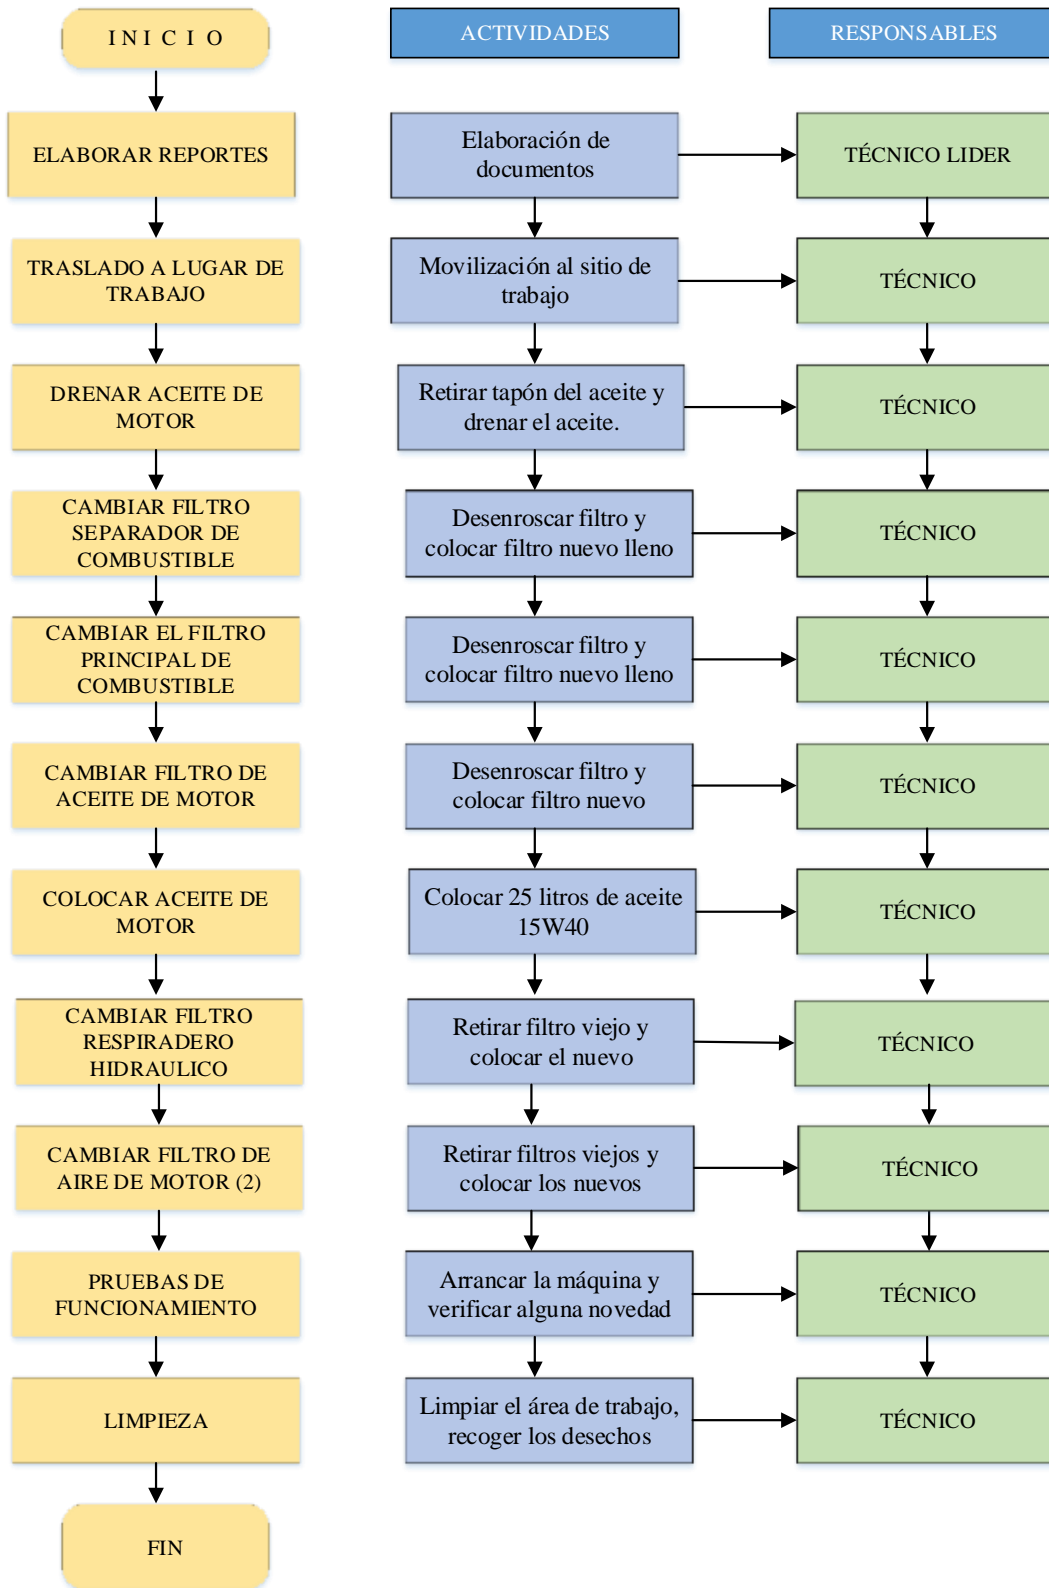 I N I C I O
ACTIVIDADES
RESPONSABLES
ELABORAR REPORTES
Elaboración de
documentos
TÉCNICO LIDER
TRASLADO A LUGAR DE
TRABAJO
Movilización al sitio de
trabajo
TÉCNICO
DRENAR ACEITE DE
MOTOR
Retirar tapón del aceite y
drenar el aceite.
TÉCNICO
CAMBIAR FILTRO
SEPARADOR DE
COMBUSTIBLE
Desenroscar filtro y
colocar filtro nuevo lleno
TÉCNICO
CAMBIAR EL FILTRO
PRINCIPAL DE
COMBUSTIBLE
Desenroscar filtro y
colocar filtro nuevo lleno
TÉCNICO
CAMBIAR FILTRO DE
ACEITE DE MOTOR
Desenroscar filtro y
colocar filtro nuevo
TÉCNICO
COLOCAR ACEITE DE
MOTOR
Colocar 25 litros de aceite
15W40
TÉCNICO
CAMBIAR FILTRO
RESPIRADERO
HIDRAULICO
Retirar filtro viejo y
colocar el nuevo
TÉCNICO
CAMBIAR FILTRO DE
AIRE DE MOTOR (2)
Retirar filtros viejos y
colocar los nuevos
TÉCNICO
PRUEBAS DE
FUNCIONAMIENTO
Arrancar la máquina y
verificar alguna novedad
TÉCNICO
LIMPIEZA
Limpiar el área de trabajo,
recoger los desechos
TÉCNICO
FIN